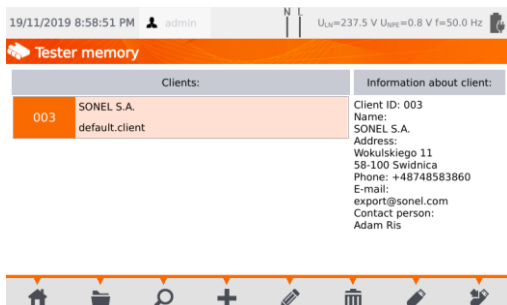 19/11/2019 8:58:51 PM admin N L ULN=237.5 V UNPE=0.8 V f=50.0 Hz
Tester memory
Clients:
003
SONEL S.A.
default.client
Information about client:
Client ID: 003
Name:
SONEL S.A.
Address:
Wokulskiego 11
58-100 Swidnica
Phone: +48748583860
E-mail:
export@sonel.com
Contact person:
Adam Ris